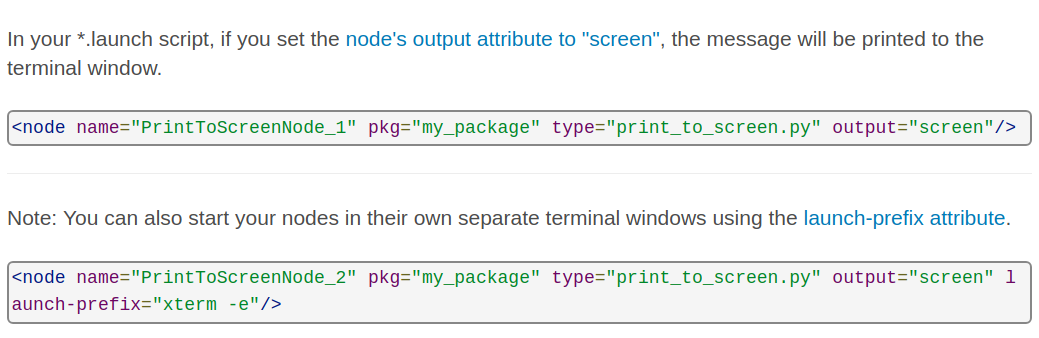 In your *.launch script, if you set the node's output attribute to "screen", the message will be printed to the
terminal window.
<node name="PrintToScreenNode_1" pkg="my_package" type="print_to_screen.py" output="screen"/>
Note: You can also start your nodes in their own separate terminal windows using the launch-prefix attribute.
<node name="PrintToScreenNode_2" pkg="my_package" type="print_to_screen.py" output="screen" l
aunch-prefix="xterm -e"/>